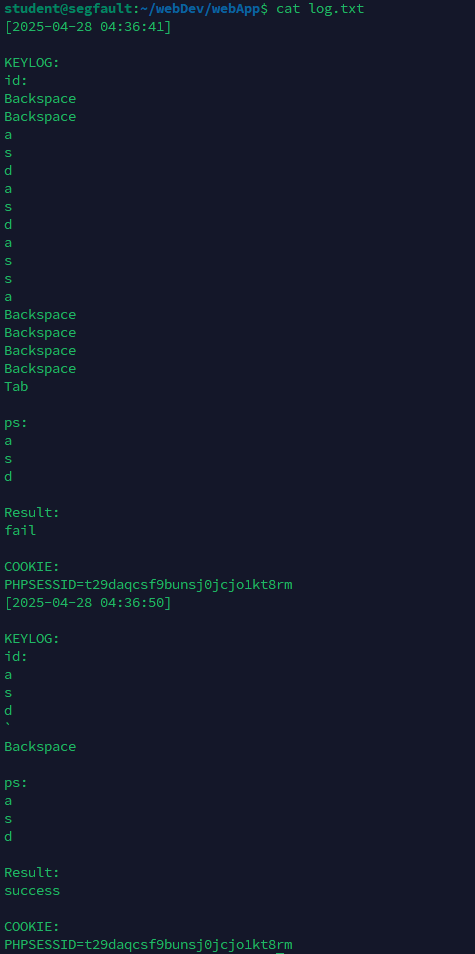 student@segfault:~/webDev/webApp$ cat log.txt
[2025-04-28 04:36:41]
KEYLOG:
id:
Backspace
Backspace
a
s
d
a
s
d
a
s
s
a
Backspace
Backspace
Backspace
Backspace
Tab
ps:
a
s
d
Result:
fail
COOKIE:
PHPSESSID=t29daqcsf9bunsj0jcjolkt8rm
[2025-04-28 04:36:50]
KEYLOG:
id:
a
s
d
`
Backspace
ps:
a
s
d
Result:
success
COOKIE:
PHPSESSID=t29daqcsf9bunsj0jcjolkt8rm